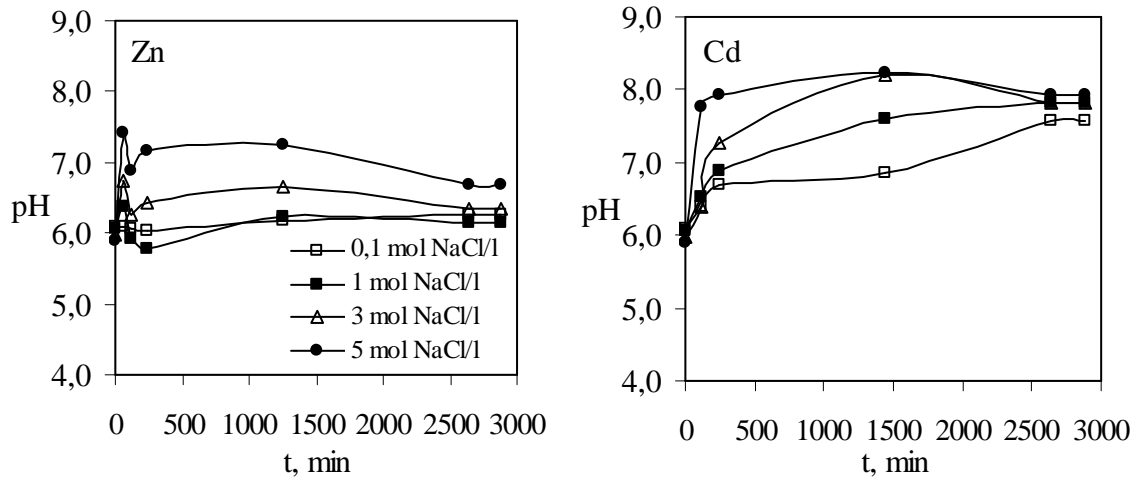 Zn
9,0
8,0
7,0
6,0
5,0
4,0
pH
0,1 mol NaCl/l
1 mol NaCl/l
3 mol NaCl/l
5 mol NaCl/l
0 500 1000 1500 2000 2500 3000
t, min
Cd
9,0
8,0
7,0
6,0
5,0
4,0
pH
0 500 1000 1500 2000 2500 3000
t, min